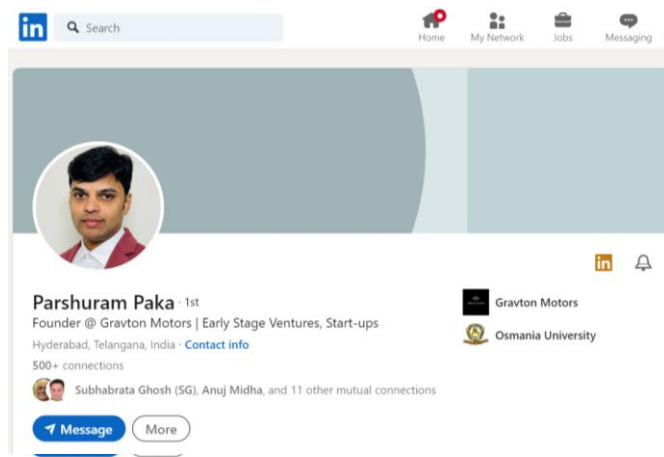 in Search
Home My Network Jobs Messaging
in
Parshuram Paka · 1st
Founder @ Gravton Motors | Early Stage Ventures, Start-ups
Hyderabad, Telangana, India · Contact info
500+ connections
Subhabrata Ghosh (SG), Anuj Midha, and 11 other mutual connections
Message More
Gravton Motors
Osmania University